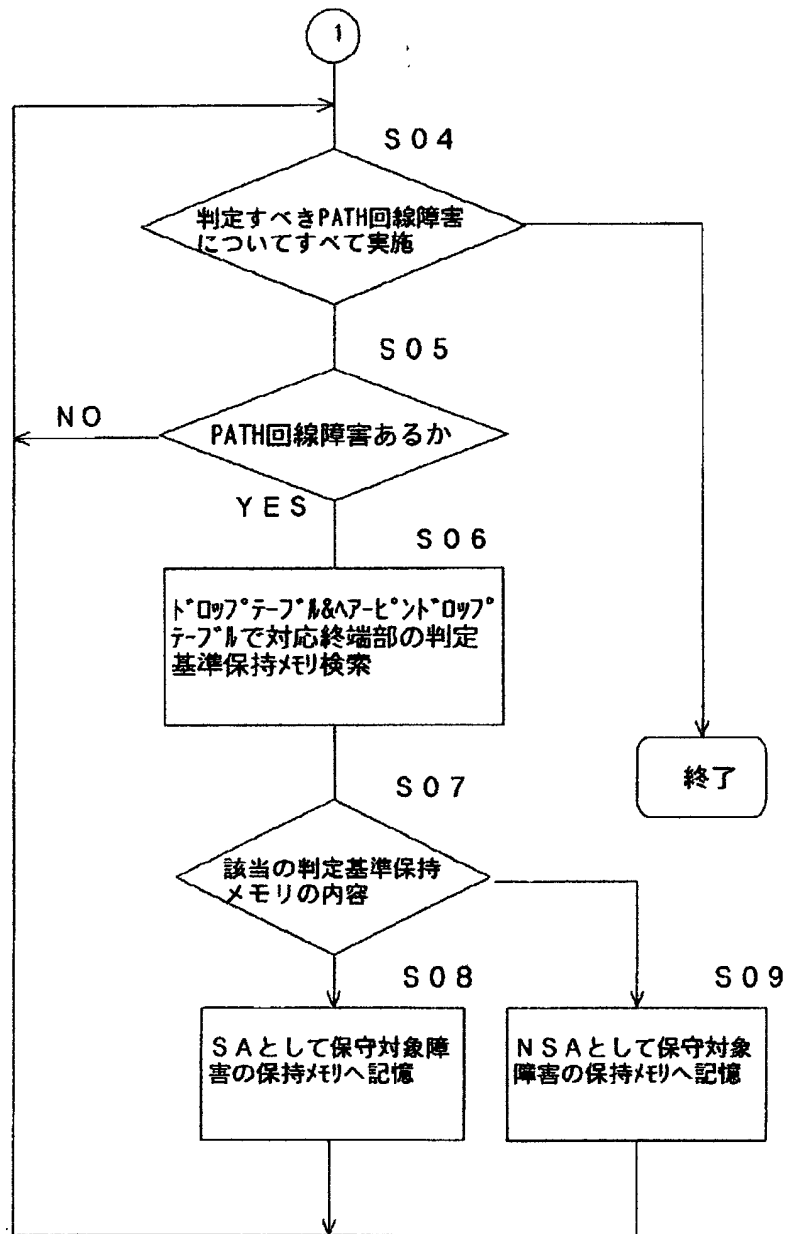 1
S04
判定すべきPATH回線障害
についてすべて実施
S05
PATH回線障害あるか
NO
YES
S06
ﾄﾞﾛｯﾌﾟテーブル&ﾍアーﾋﾟﾝﾄﾞﾛｯﾌﾟ
ﾃｰﾌﾞﾙで対応終端部の判定
基準保持ﾒﾓﾘ検索
終了
S07
該当の判定基準保持
メモリの内容
S08
SAとして保守対象障
害の保持ﾒﾓﾘへ記憶
S09
NSAとして保守対象
障害の保持ﾒﾓﾘへ記憶